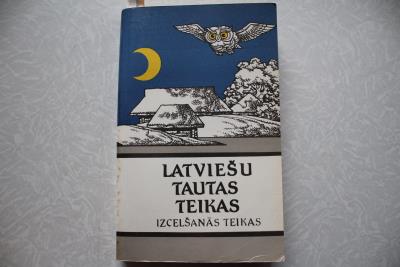 LATVIEŠU
TAUTAS
TEIKAS
IZCELŠANĀS TEIKAS